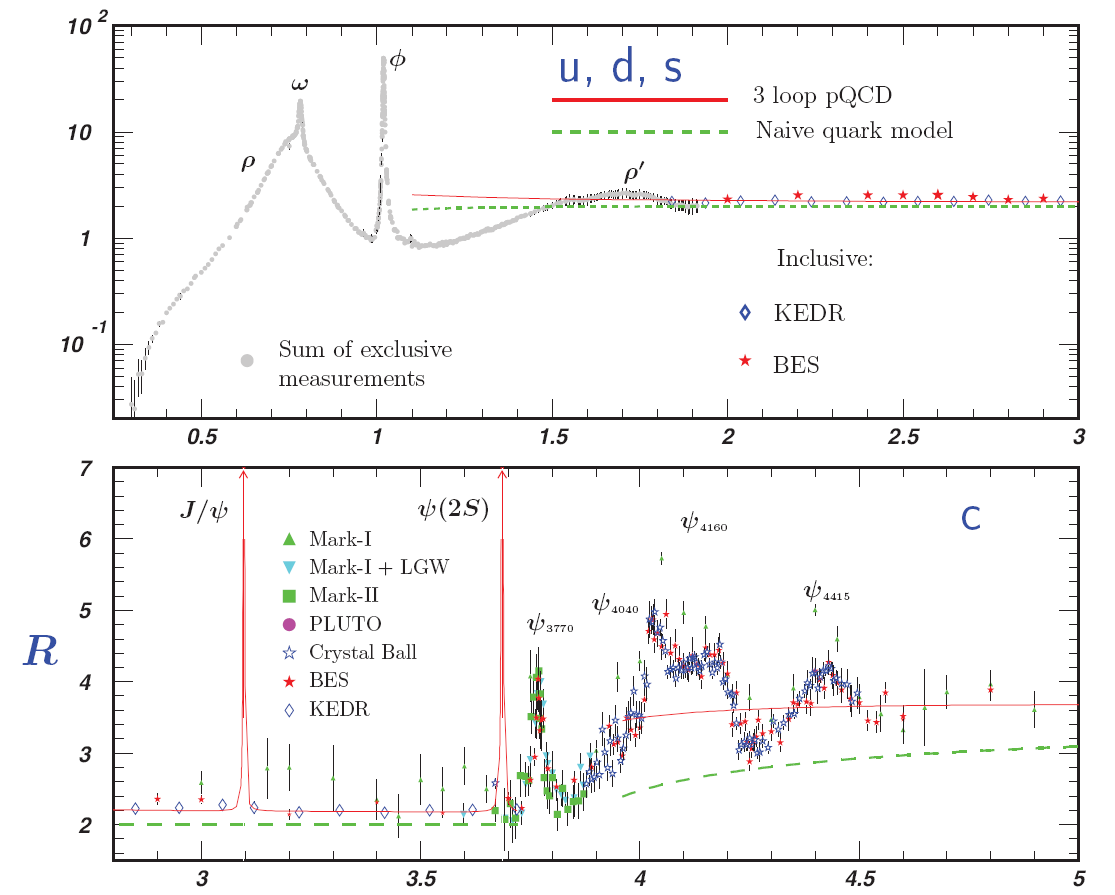 10 2
u, d, s
ϕ
ω
3 loop pQCD
Naive quark model
10
ρ
ρ′
1
Inclusive:
KEDR
10 -1
Sum of exclusive
measurements
BES
0.5 1 1.5 2 2.5 3
7
J/ψ
ψ(2S)
c
ψ4160
6
Mark-I
Mark-I + LGW
Mark-II
PLUTO
Crystal Ball
BES
KEDR
ψ3770
ψ4040
ψ4415
5
R
4
3
2
3 3.5 4 4.5 5